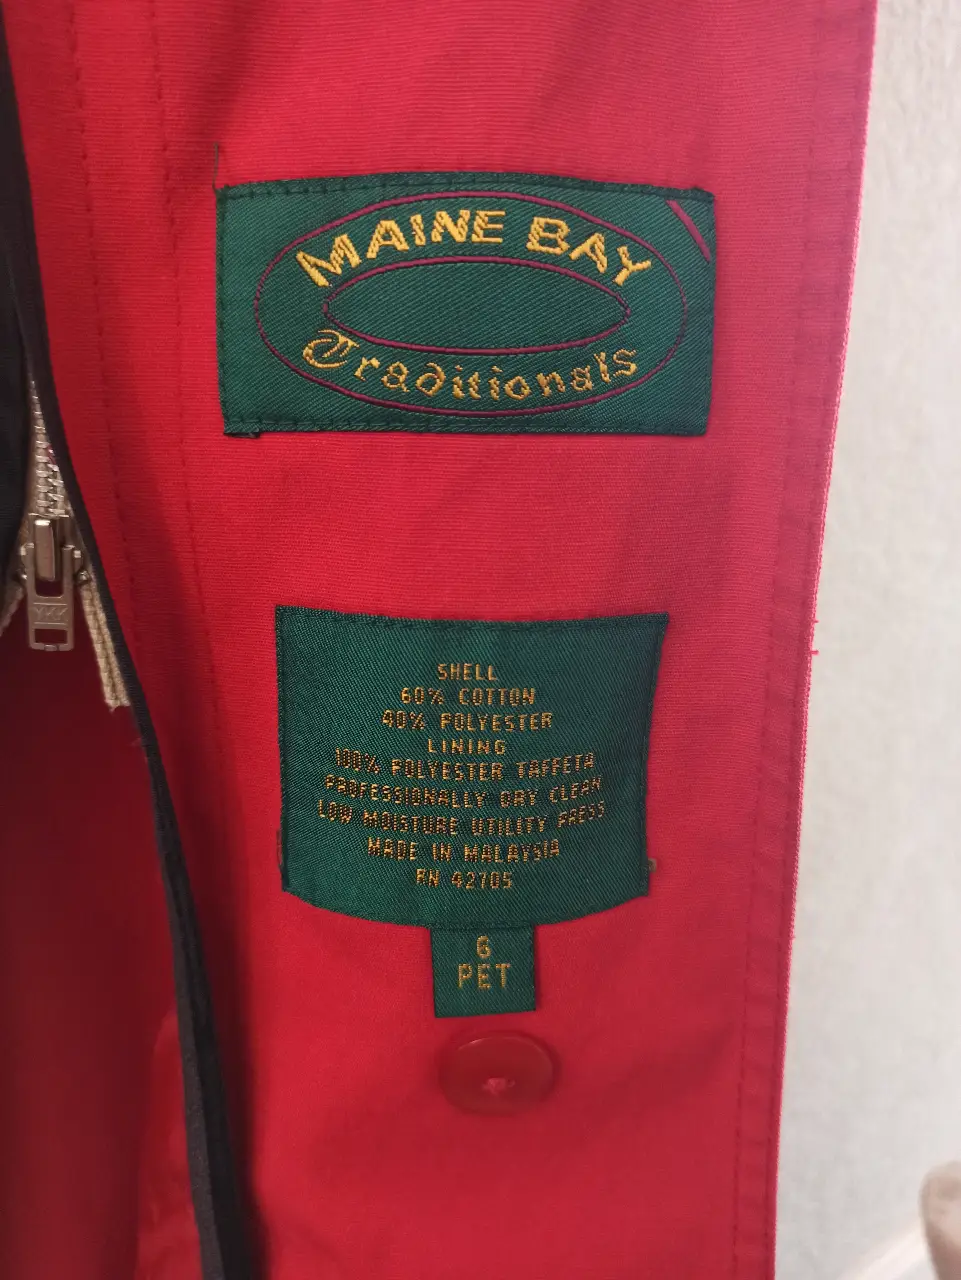 MAINE BAY
Traditionals
YKK
SHELL
60% COTTON
40% POLYESTER
LINING
100% POLYESTER TAFFETA
PROFESSIONALLY DRY CLEAN
LOW MOISTURE UTILITY PRESS
MADE IN MALAYSIA
RN 42705
6
PET